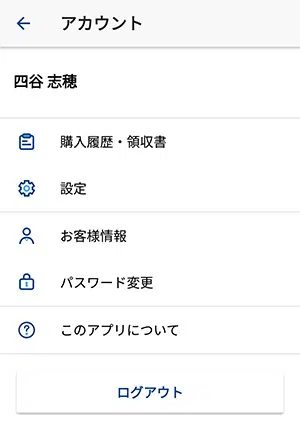 アカウント
四谷 志穂
購入履歴・領収書
設定
お客様情報
パスワード変更
このアプリについて
ログアウト